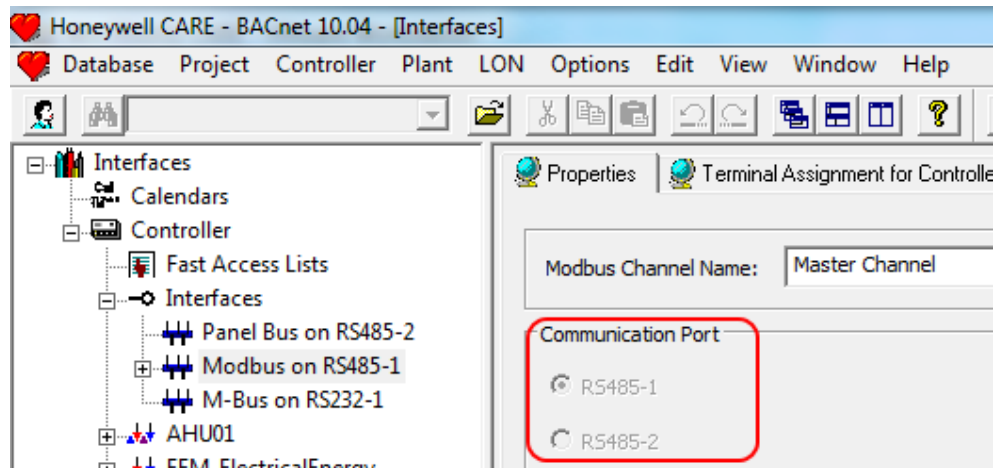 Honeywell CARE - BACnet 10.04 - [Interfaces]
Database Project Controller Plant LON Options Edit View Window Help
Interfaces
Calendars
Controller
Fast Access Lists
Interfaces
Panel Bus on RS485-2
Modbus on RS485-1
M-Bus on RS232-1
AHU01
Properties
Terminal Assignment for Controlle
Modbus Channel Name: Master Channel
Communication Port
RS485-1
RS485-2